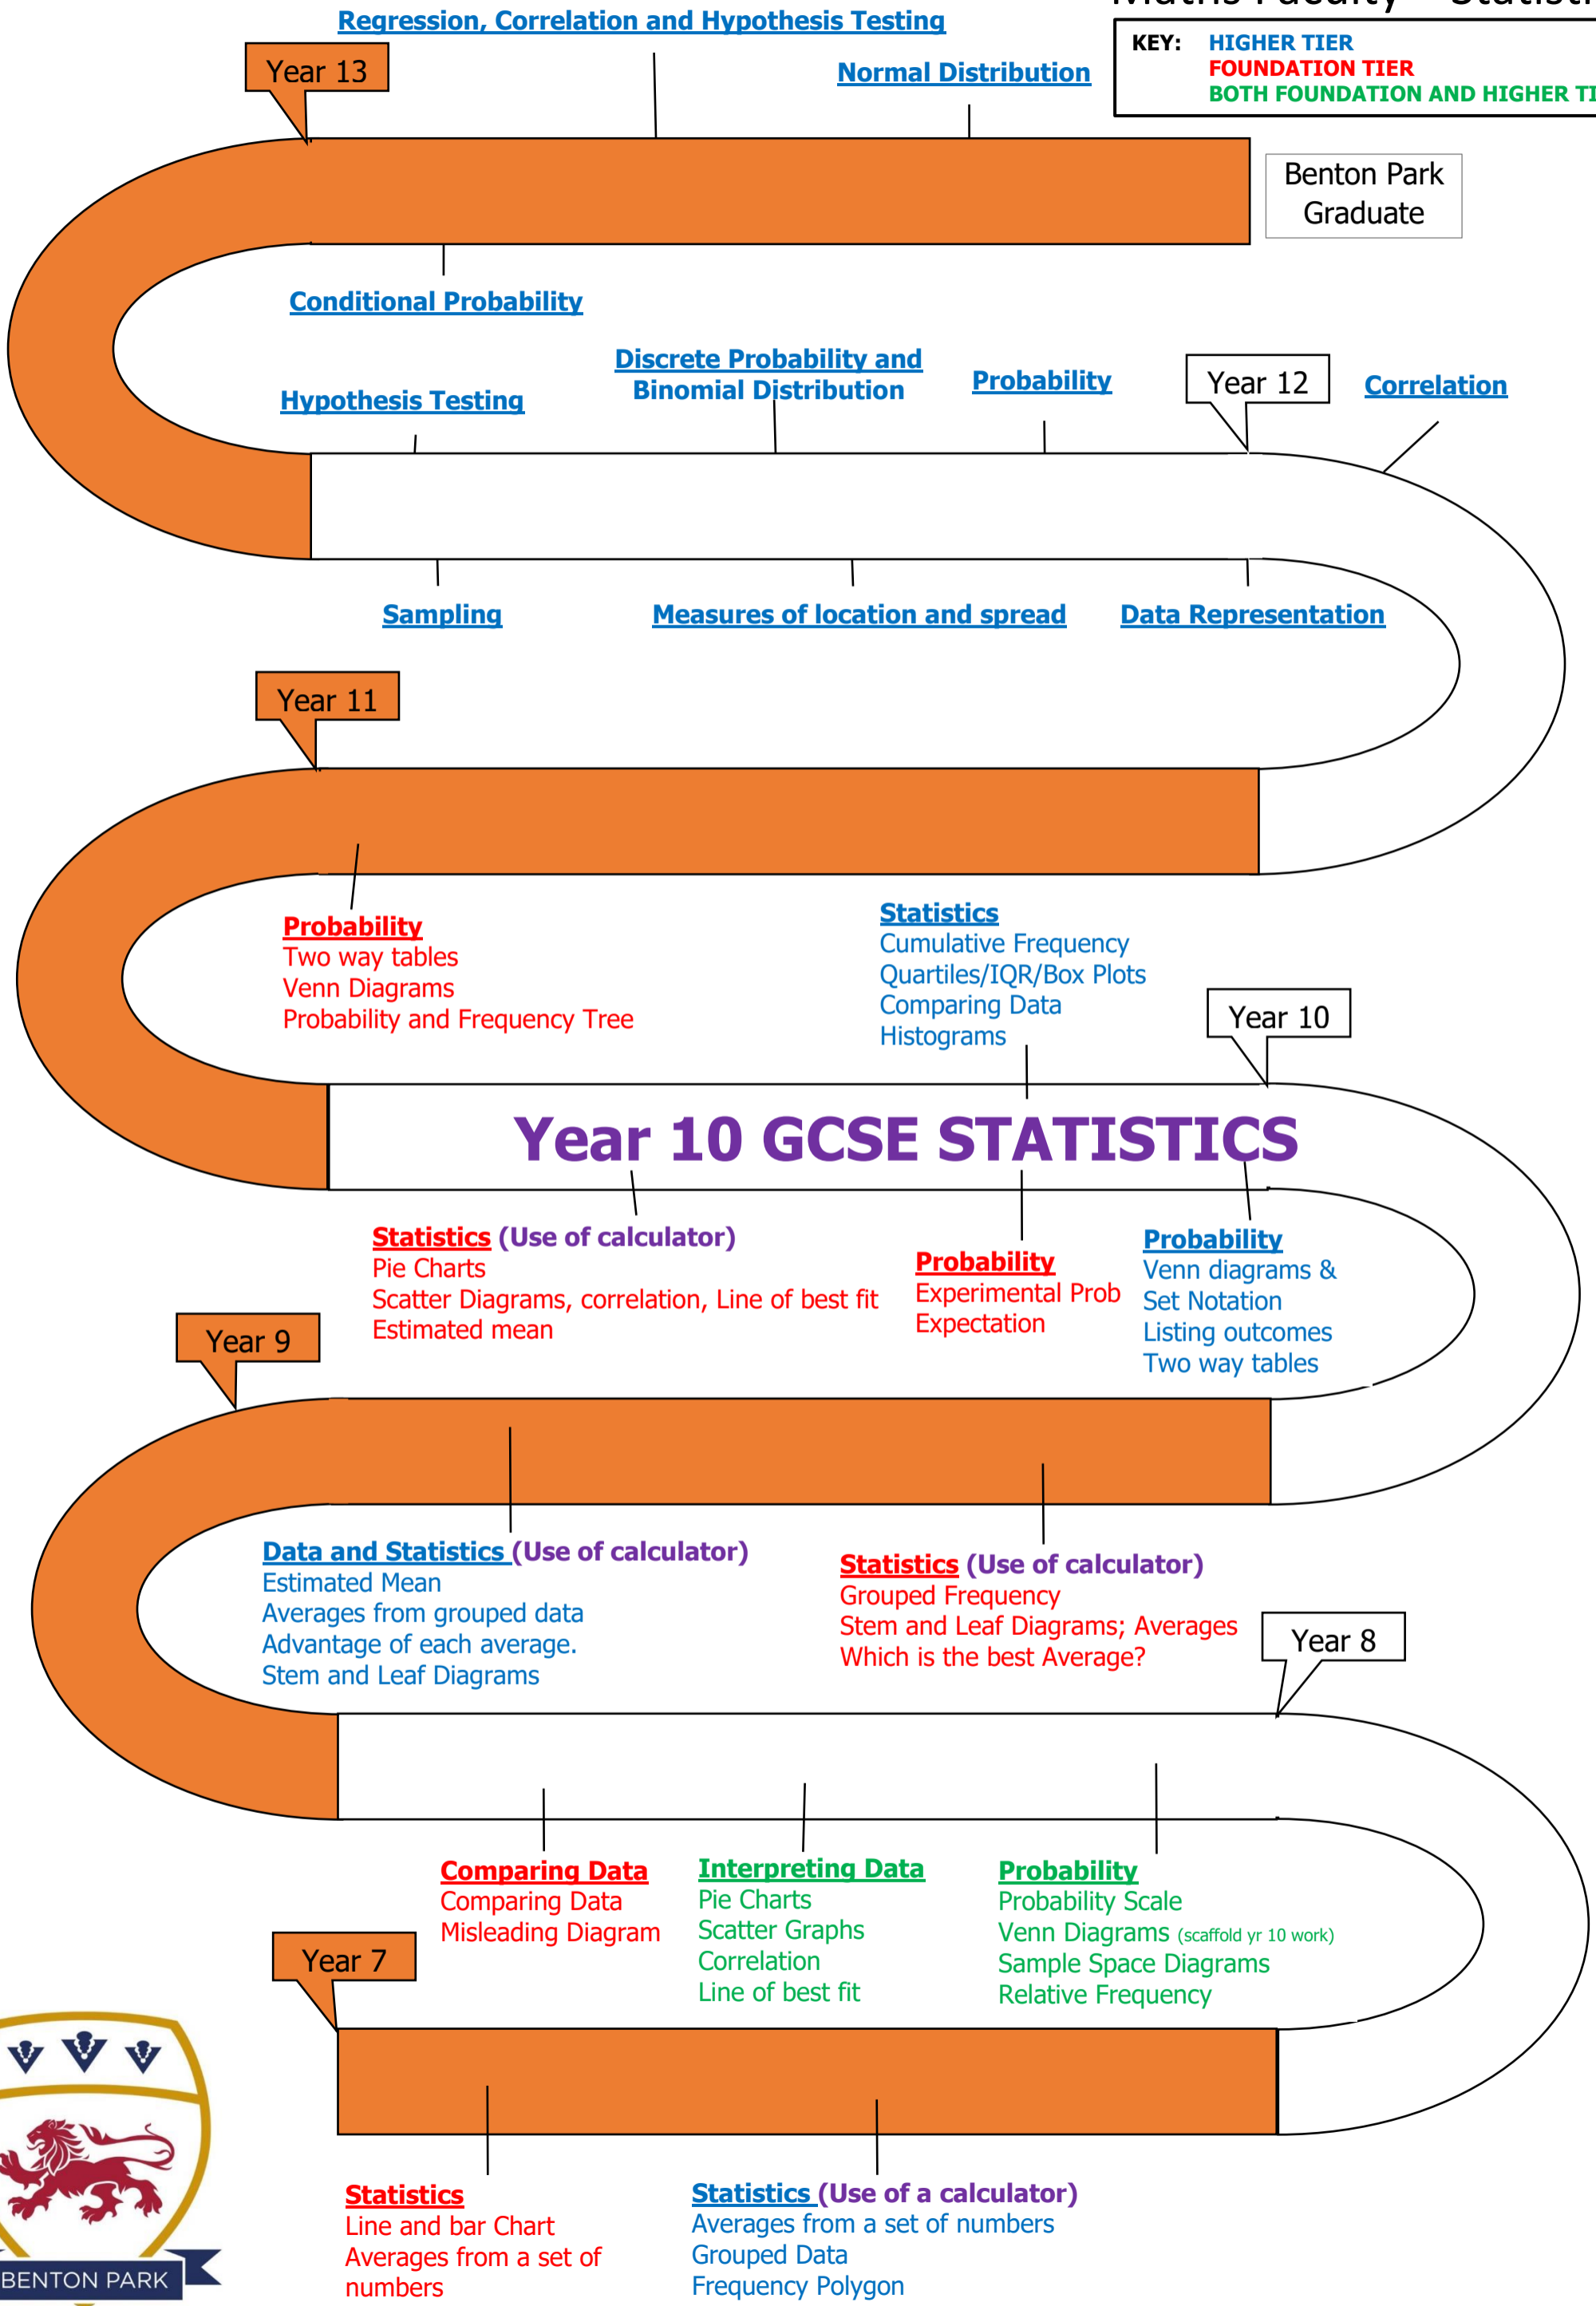 Regression, Correlation and Hypothesis Testing
KEY: HIGHER TIER
FOUNDATION TIER
BOTH FOUNDATION AND HIGHER TI
Year 13
Normal Distribution
Benton Park
Graduate
Conditional Probability
Hypothesis Testing
Discrete Probability and
Binomial Distribution
Probability
Year 12
Correlation
Sampling
Measures of location and spread
Data Representation
Year 11
Probability
Two way tables
Venn Diagrams
Probability and Frequency Tree
Statistics
Cumulative Frequency
Quartiles/IQR/Box Plots
Comparing Data
Histograms
Year 10
Year 10 GCSE STATISTICS
Statistics (Use of calculator)
Pie Charts
Scatter Diagrams, correlation, Line of best fit
Estimated mean
Probability
Experimental Prob
Expectation
Probability
Venn diagrams &
Set Notation
Listing outcomes
Two way tables
Year 9
Data and Statistics (Use of calculator)
Estimated Mean
Averages from grouped data
Advantage of each average.
Stem and Leaf Diagrams
Statistics (Use of calculator)
Grouped Frequency
Stem and Leaf Diagrams; Averages
Which is the best Average?
Year 8
Comparing Data
Comparing Data
Misleading Diagram
Interpreting Data
Pie Charts
Scatter Graphs
Correlation
Line of best fit
Probability
Probability Scale
Venn Diagrams (scaffold yr 10 work)
Sample Space Diagrams
Relative Frequency
Year 7
Statistics
Line and bar Chart
Averages from a set of
numbers
Statistics (Use of a calculator)
Averages from a set of numbers
Grouped Data
Frequency Polygon
BENTON PARK